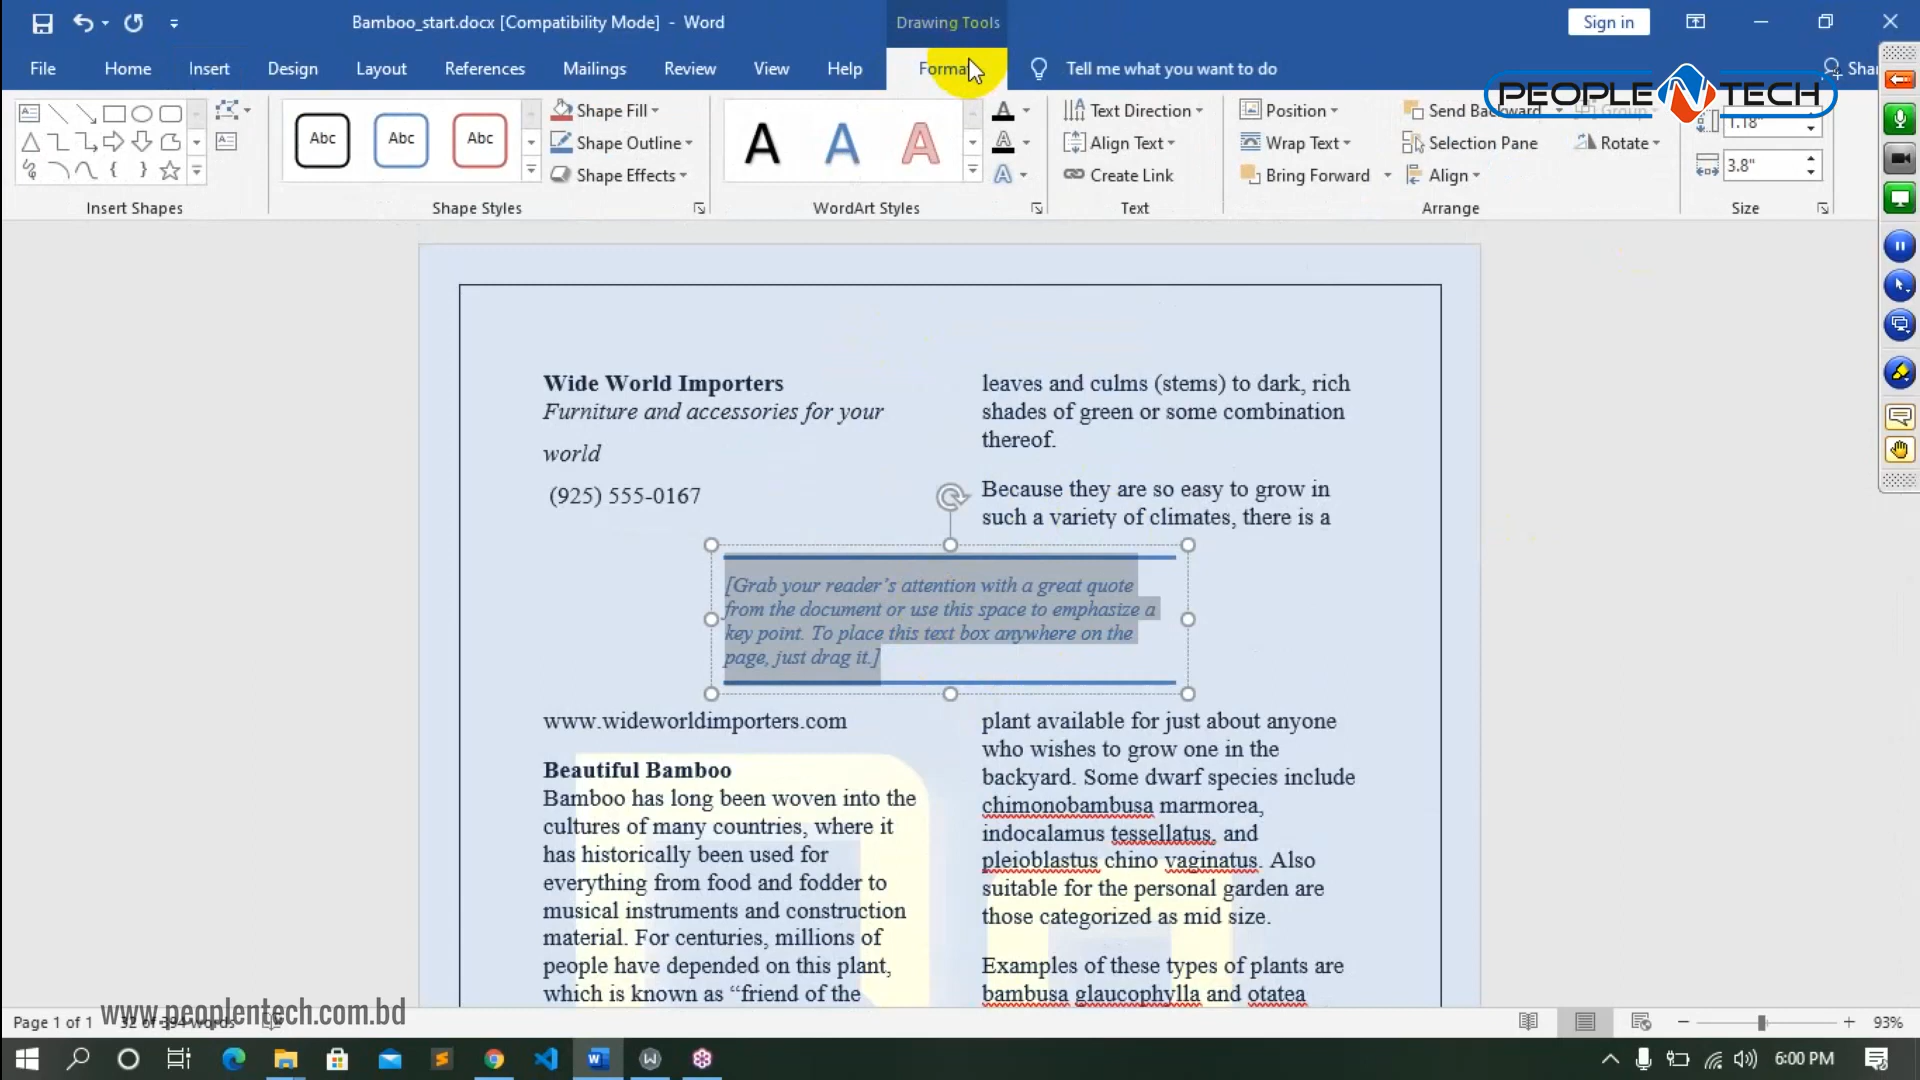 Bamboo_start.docx [Compatibility Mode] - Word
Drawing Tools
Sign in
File Home Insert Design Layout References Mailings Review View Help Format Tell me what you want to do
PEOPLE N TECH
Abc Abc Abc
Shape Fill
Shape Outline
Shape Effects
A A A
Text Direction
Align Text
Create Link
Position
Wrap Text
Bring Forward
Send Backward
Selection Pane
Align
Group
Rotate
1.18"
3.8"
Insert Shapes Shape Styles WordArt Styles Text Arrange Size
Wide World Importers
Furniture and accessories for your
world
(925) 555-0167
[Grab your reader's attention with a great quote
from the document or use this space to emphasize a
key point. To place this text box anywhere on the
page, just drag it.]
www.wideworldimporters.com
Beautiful Bamboo
Bamboo has long been woven into the
cultures of many countries, where it
has historically been used for
everything from food and fodder to
musical instruments and construction
material. For centuries, millions of
people have depended on this plant,
which is known as “friend of the
leaves and culms (stems) to dark, rich
shades of green or some combination
thereof.
Because they are so easy to grow in
such a variety of climates, there is a
plant available for just about anyone
who wishes to grow one in the
backyard. Some dwarf species include
chimonobambusa marmorea,
indocalamus tessellatus, and
pleioblastus chino vaginatus. Also
suitable for the personal garden are
those categorized as mid size.
Examples of these types of plants are
bambusa glaucophylla and otatea
www.peoplentech.com.bd
Page 1 of 1 32 of 394 words
93%
6:00 PM